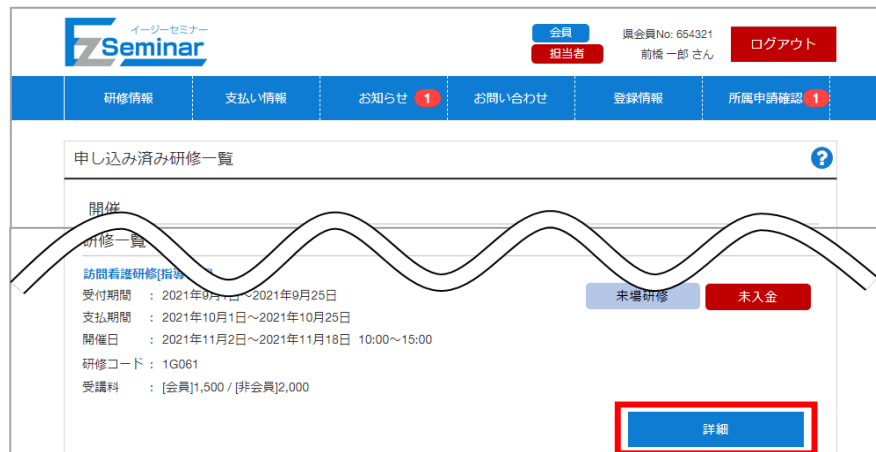 イージーセミナー
EzSeminar
会員
担当者
県会員No: 654321
前橋 一郎 さん
ログアウト
研修情報 支払い情報 お知らせ 1 お問い合わせ 登録情報 所属申請確認 1
申し込み済み研修一覧 ?
開催
研修一覧
訪問看護研修[指導
受付期間 : 2021年9月1日~2021年9月25日
来場研修 未入金
支払期間 : 2021年10月1日~2021年10月25日
開催日 : 2021年11月2日~2021年11月18日 10:00~15:00
研修コード : 1G061
受講料 : [会員]1,500 / [非会員]2,000
詳細